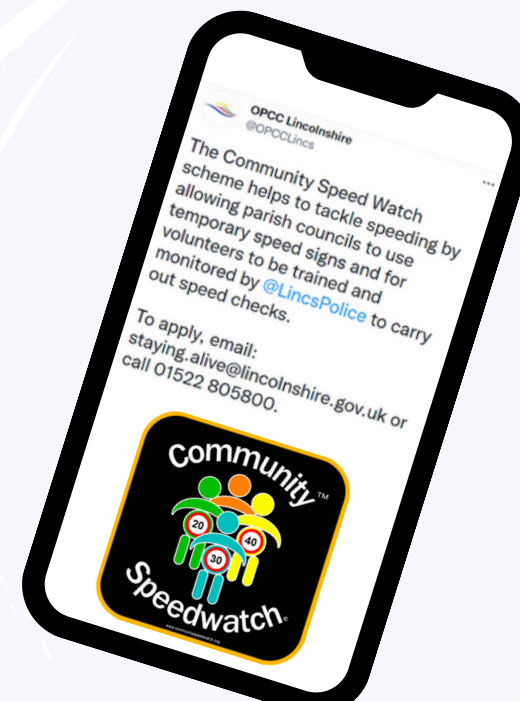 OPCC Lincolnshire
@OPCCLincs
The Community Speed Watch
scheme helps to tackle speeding by
allowing parish councils to use
temporary speed signs and for
volunteers to be trained and
monitored by @LincsPolice to carry
out speed checks.
To apply, email:
staying.alive@lincolnshire.gov.uk or
call 01522 805800.
Community ™
20
40
30
Speedwatch ©